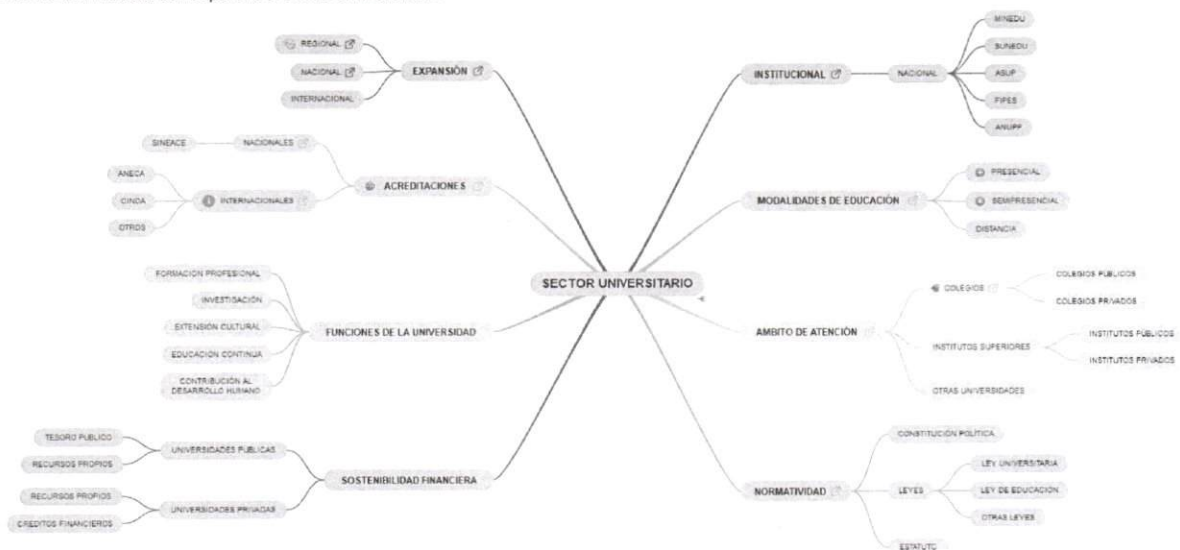 REGIONAL
NACIONAL
INTERNACIONAL
EXPANSIÓN
SINEACE
NACIONALES
ANECA
CINDA
OTROS
INTERNACIONALES
ACREDITACIONES
FORMACION PROFESIONAL
INVESTIGACIÓN
EXTENSIÓN CULTURAL
EDUCACIÓN CONTINUA
CONTRIBUCIÓN AL
DESARROLLO HUMANO
FUNCIONES DE LA UNIVERSIDAD
TESORO PUBLICO
RECURSOS PROPIOS
UNIVERSIDADES PUBLICAS
RECURSOS PROPIOS
CREDITOS FINANCIEROS
UNIVERSIDADES PRIVADAS
SOSTENIBILIDAD FINANCIERA
SECTOR UNIVERSITARIO
INSTITUCIONAL
NACIONAL
MINEDU
SUNEDU
ASUP
FIPES
ANUPP
MODALIDADES DE EDUCACIÓN
PRESENCIAL
SEMIPRESENCIAL
DISTANCIA
AMBITO DE ATENCIÓN
COLEGIOS
COLEGIOS PÚBLICOS
COLEGIOS PRIVADOS
INSTITUTOS SUPERIORES
INSTITUTOS PÚBLICOS
INSTITUTOS PRIVADOS
OTRAS UNIVERSIDADES
NORMATIVIDAD
CONSTITUCIÓN POLÍTICA
LEYES
LEY UNIVERSITARIA
LEY DE EDUCACIÓN
OTRAS LEYES
ESTATUTO